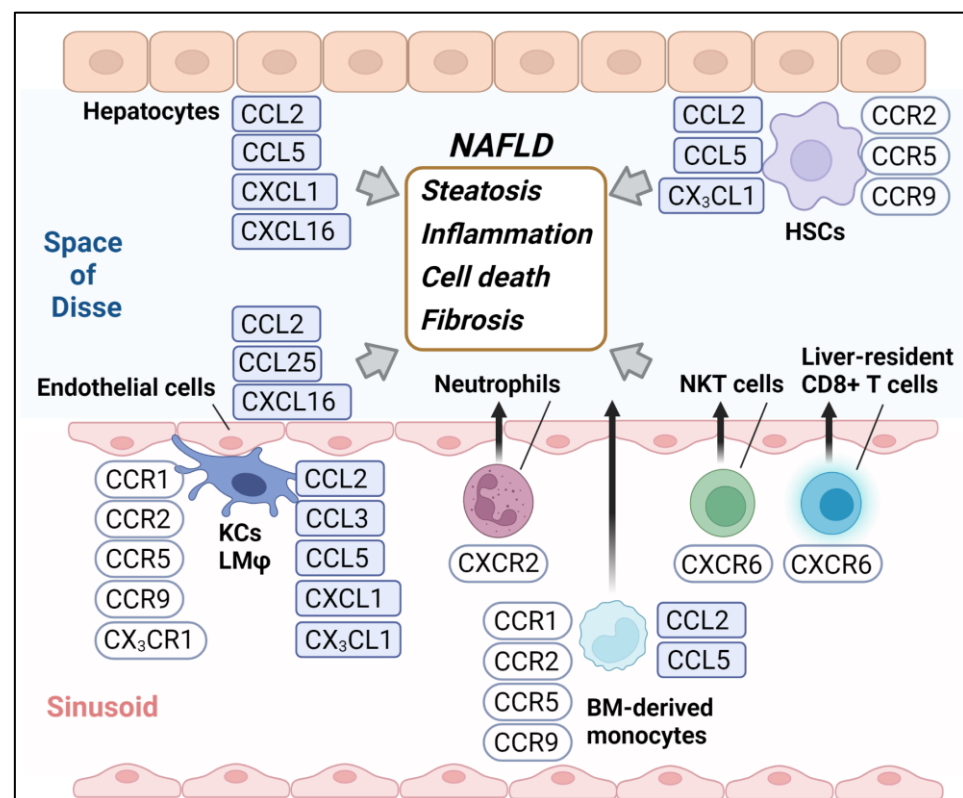 Hepatocytes
CCL2
CCL5
CXCL1
CXCL16
NAFLD
Steatosis
Inflammation
Cell death
Fibrosis
CCL2
CCL5
CX₃CL1
HSCs
CCR2
CCR5
CCR9
Space
of
Disse
CCL2
CCL25
CXCL16
Endothelial cells
Neutrophils
NKT cells
Liver-resident
CD8+ T cells
CCR1
CCR2
CCR5
CCR9
CX₃CR1
KCs
LMφ
CCL2
CCL3
CCL5
CXCL1
CX₃CL1
CXCR2
CXCR6
CXCR6
CCR1
CCR2
CCR5
CCR9
CCL2
CCL5
BM-derived
monocytes
Sinusoid